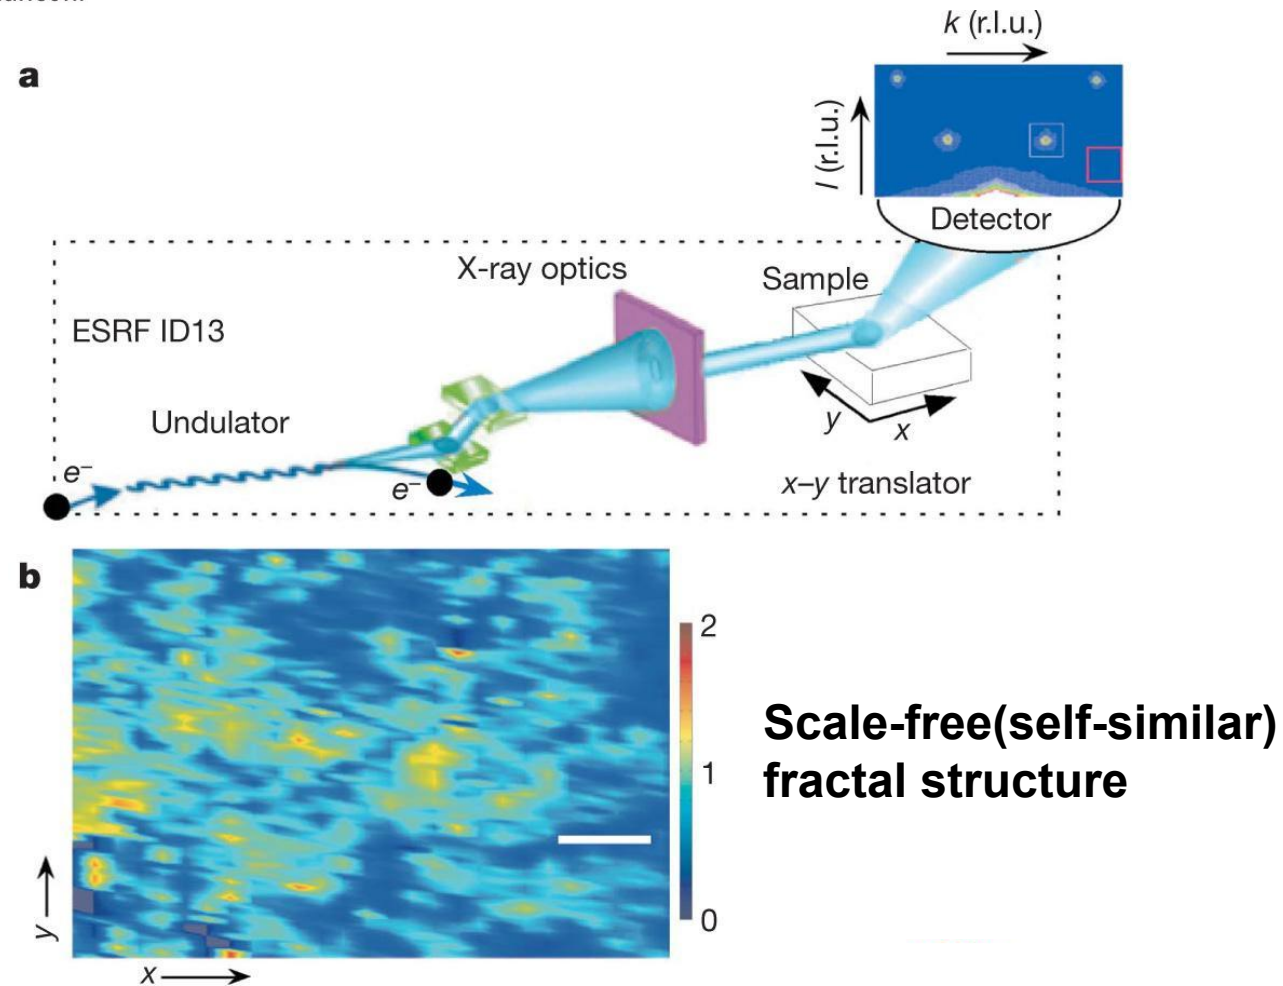 k (r.l.u.)
a
l (r.l.u.)
Detector
X-ray optics
Sample
ESRF ID13
Undulator
y
x
e–
e–
x–y translator
b
2
Scale-free(self-similar)
fractal structure
1
0
y
x